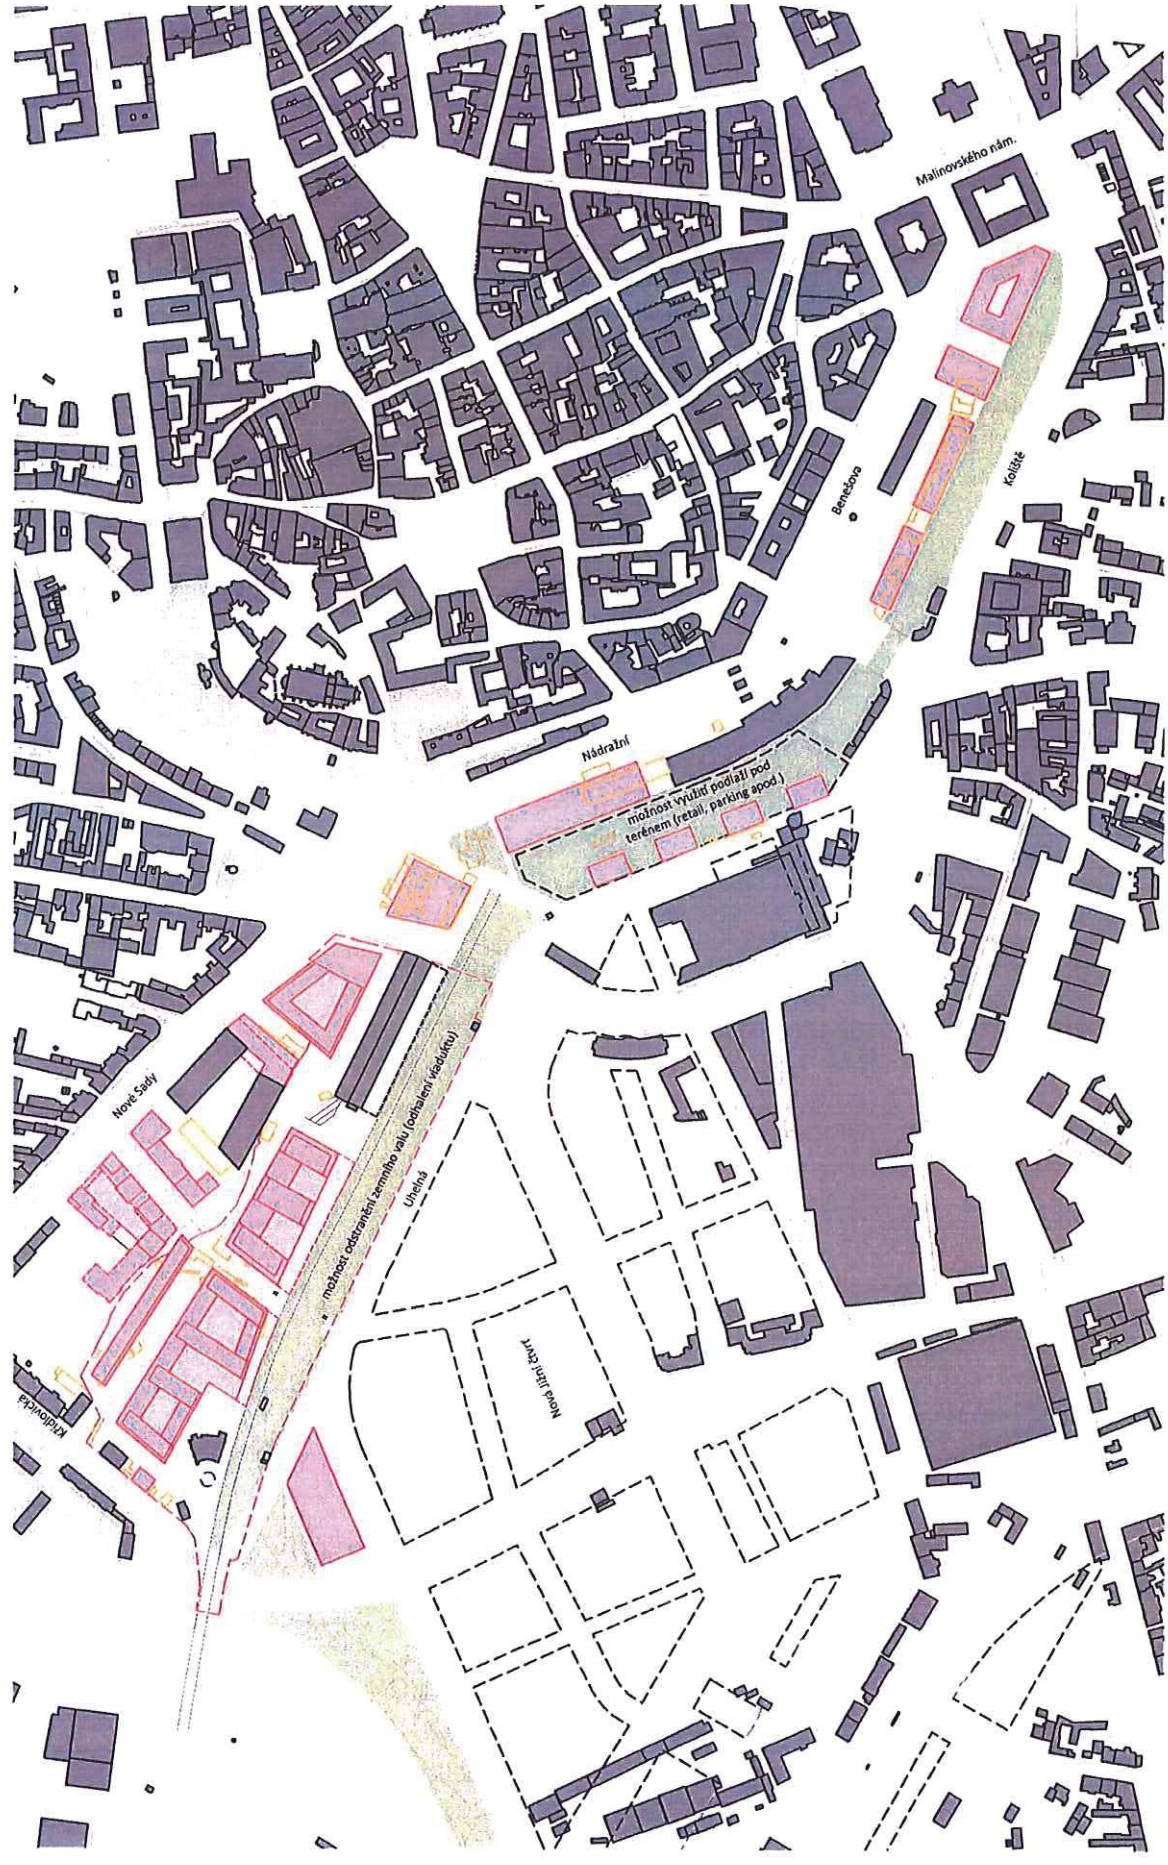 Malinovského nám.
Koliště
Benešova
Nádražní
možnost využití podlaží pod
terénem (retail, parking apod.)
Nové Sady
možnost odstranění zemního valu (odhalení viaduktu)
Uhelná
Nová Jižní čtvrť
Křídlovická